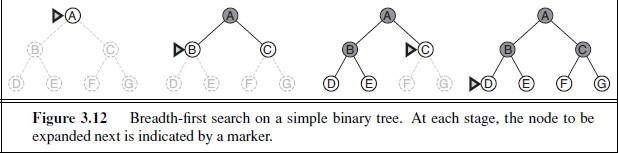 A A A A
B C B C B C B C
D E F G D E F G D E F G D E F G
Figure 3.12 Breadth-first search on a simple binary tree. At each stage, the node to be
expanded next is indicated by a marker.